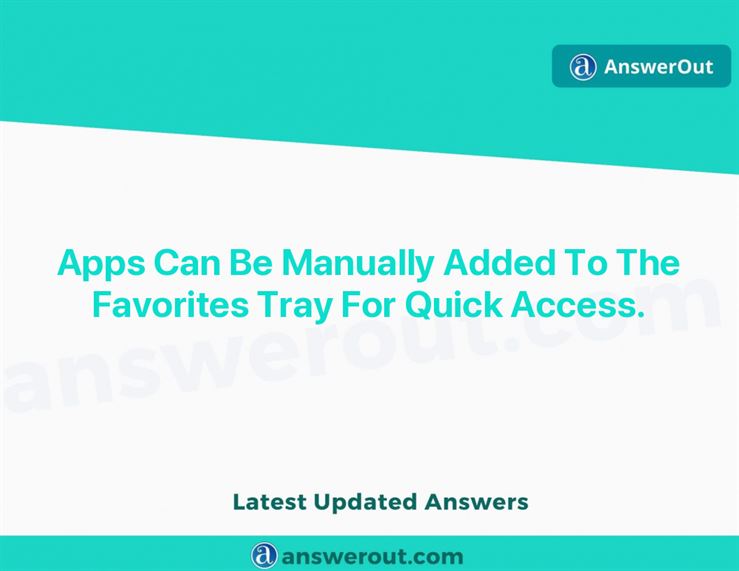 AnswerOut
Apps Can Be Manually Added To The
Favorites Tray For Quick Access.
answerout.com
Latest Updated Answers
answerout.com